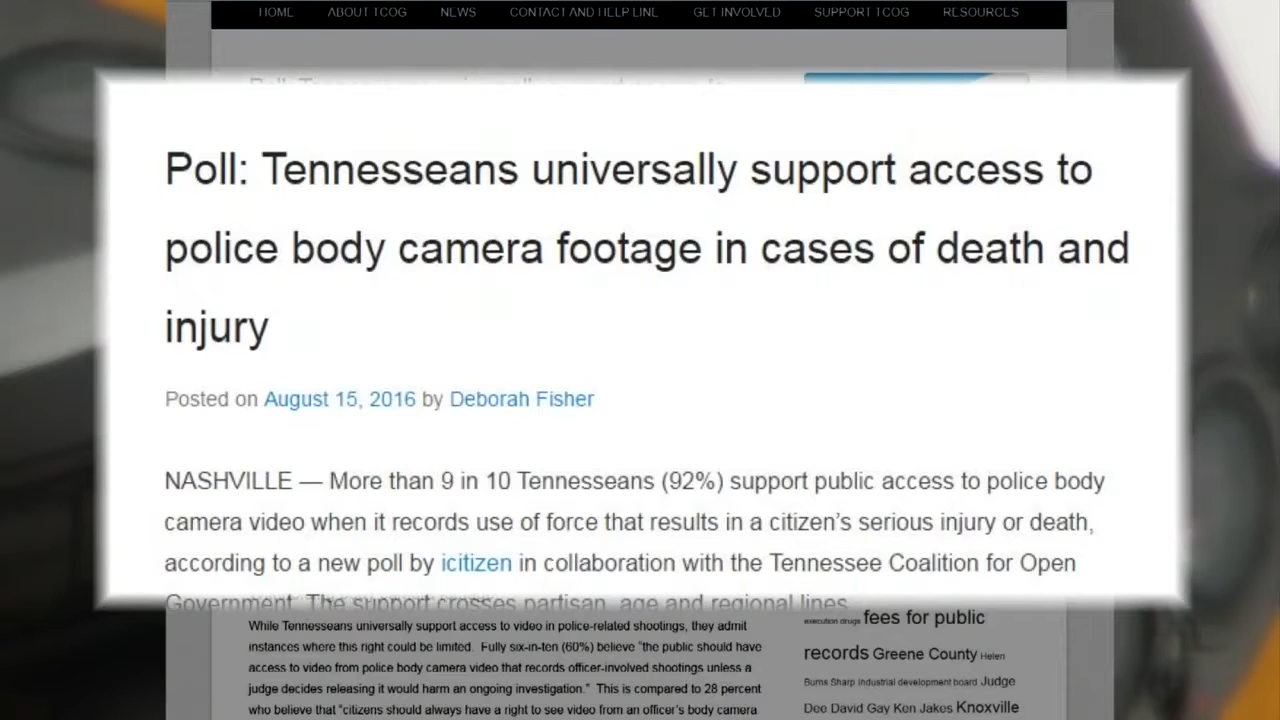 HOME ABOUT TCOG NEWS CONTACT AND HELP LINE GET INVOLVED SUPPORT TCOG RESOURCES
Poll: Tennesseans universally support access to
police body camera footage in cases of death and
injury
Posted on August 15, 2016 by Deborah Fisher
NASHVILLE — More than 9 in 10 Tennesseans (92%) support public access to police body
camera video when it records use of force that results in a citizen's serious injury or death,
according to a new poll by icitizen in collaboration with the Tennessee Coalition for Open
Government. The support crosses partisan, age and regional lines.
While Tennesseans universally support access to video in police-related shootings, they admit
instances where this right could be limited. Fully six-in-ten (60%) believe "the public should have
access to video from police body camera video that records officer-involved shootings unless a
judge decides releasing it would harm an ongoing investigation." This is compared to 28 percent
who believe that "citizens should always have a right to see video from an officer's body camera
execution drugs fees for public
records Greene County Helen
Burns Sharp industrial development board Judge
Dee David Gay Ken Jakes Knoxville